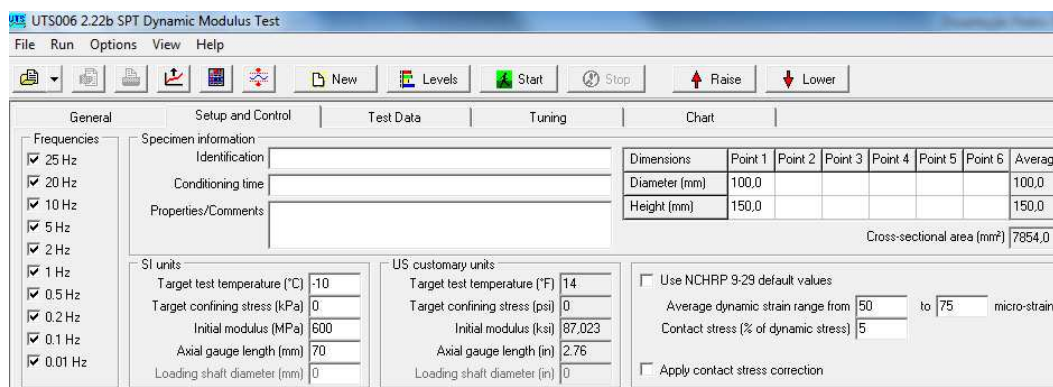 UTS006 2.22b SPT Dynamic Modulus Test
File Run Options View Help
New Levels Start Stop Raise Lower
General Setup and Control Test Data Tuning Chart
Frequencies
25 Hz
20 Hz
10 Hz
5 Hz
2 Hz
1 Hz
0.5 Hz
0.2 Hz
0.1 Hz
0.01 Hz
Specimen information
Identification
Conditioning time
Properties/Comments
Dimensions Point 1 Point 2 Point 3 Point 4 Point 5 Point 6 Averag
Diameter (mm) 100,0 100,0
Height (mm) 150,0 150,0
Cross-sectional area (mm²) 7854,0
SI units
Target test temperature (°C) -10
Target confining stress (kPa) 0
Initial modulus (MPa) 600
Axial gauge length (mm) 70
Loading shaft diameter (mm) 0
US customary units
Target test temperature (°F) 14
Target confining stress (psi) 0
Initial modulus (ksi) 87,023
Axial gauge length (in) 2.76
Loading shaft diameter (in) 0
Use NCHRP 9-29 default values
Average dynamic strain range from 50 to 75 micro-strain
Contact stress (% of dynamic stress) 5
Apply contact stress correction